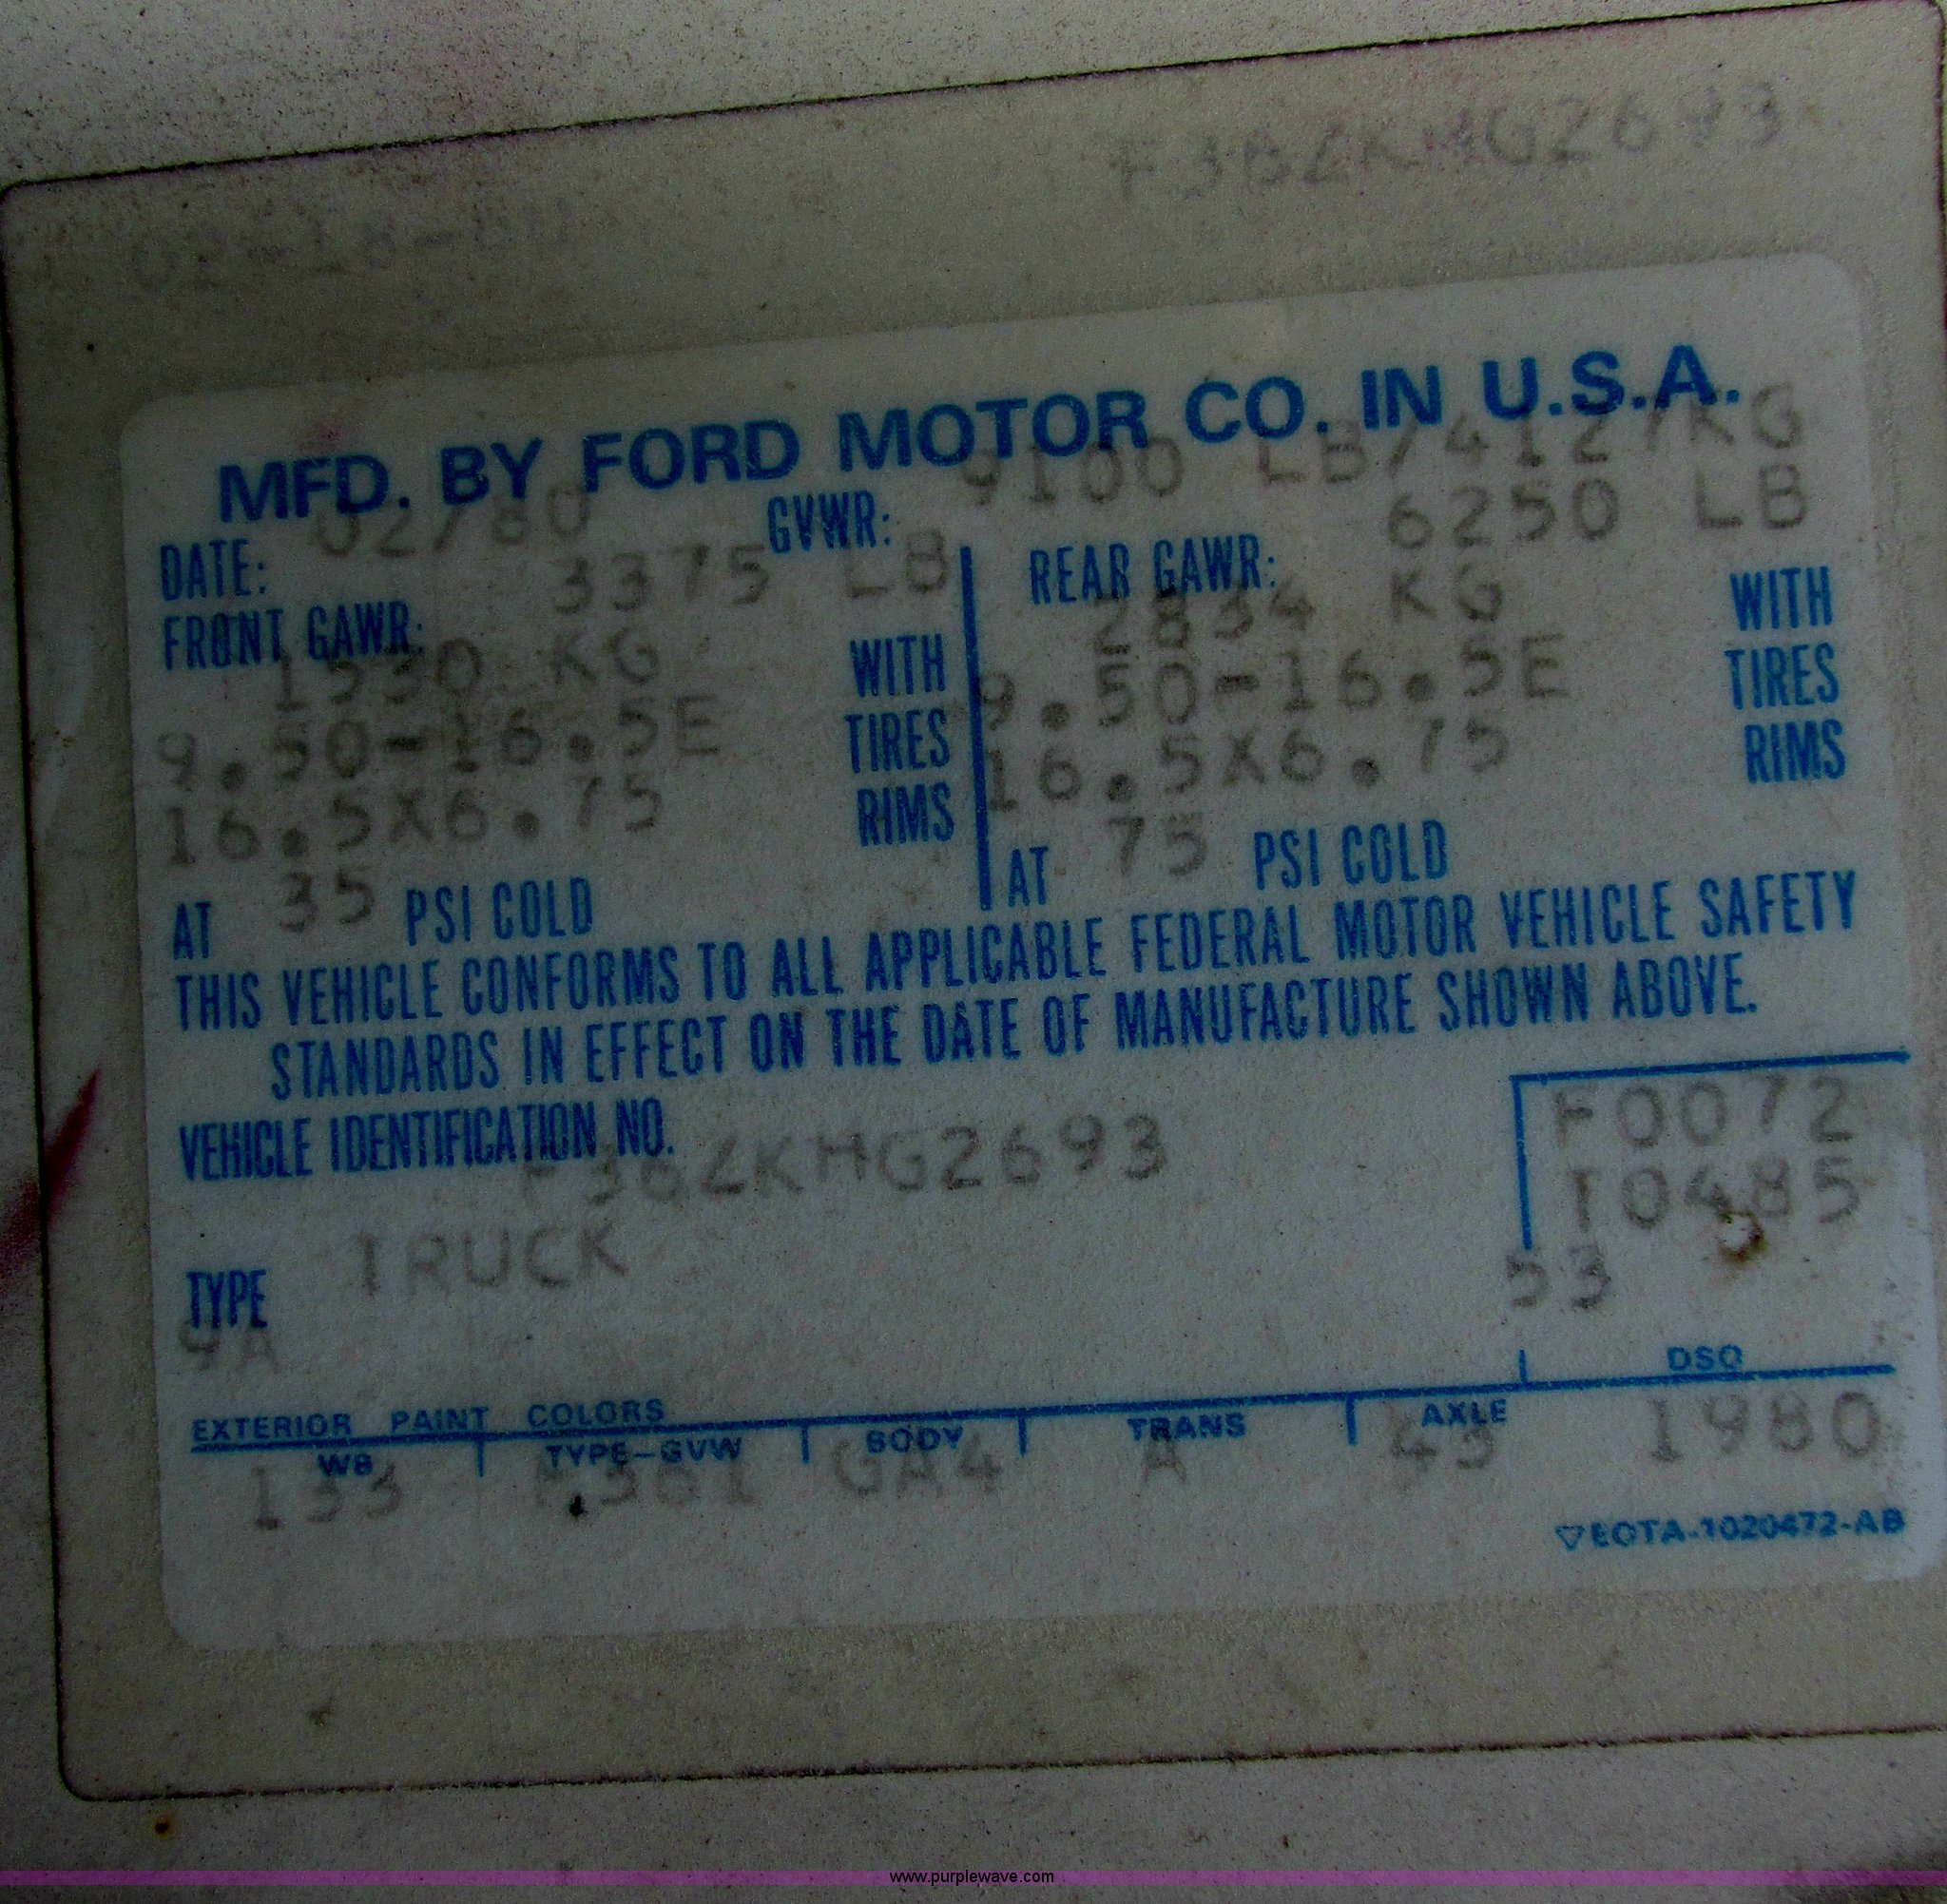 F3BZKHG2693
02-18-80
MFD. BY FORD MOTOR CO. IN U.S.A.
DATE: 02/80 GVWR: 9100 LB/4127KG
FRONT GAWR: 3375 LB REAR GAWR: 6250 LB
1530 KG WITH 2834 KG WITH
9.50-16.5E TIRES 9.50-16.5E TIRES
16.5X6.75 RIMS 16.5X6.75 RIMS
AT 35 PSI COLD AT 75 PSI COLD
THIS VEHICLE CONFORMS TO ALL APPLICABLE FEDERAL MOTOR VEHICLE SAFETY
STANDARDS IN EFFECT ON THE DATE OF MANUFACTURE SHOWN ABOVE.
VEHICLE IDENTIFICATION NO. F36ZKHG2693 F0072
TYPE TRUCK T0485
9A 53 5
EXTERIOR PAINT COLORS DSO
WB TYPE-GVW BODY TRANS AXLE
133 F361 GA4 A 43 1980
▽EOTA-1020472-AB
www.purplewave.com